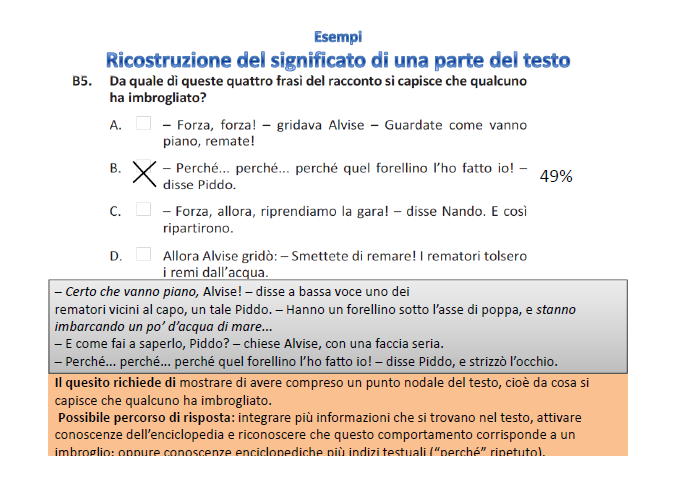 Esempi
Ricostruzione del significato di una parte del testo
B5. Da quale di queste quattro frasi del racconto si capisce che qualcuno
ha imbrogliato?
A. – Forza, forza! – gridava Alvise – Guardate come vanno
piano, remate!
B. – Perché... perché... perché quel forellino l'ho fatto io! –
disse Piddo.
49%
C. – Forza, allora, riprendiamo la gara! – disse Nando. E così
ripartirono.
D. Allora Alvise gridò: – Smettete di remare! I rematori tolsero
i remi dall'acqua.
– Certo che vanno piano, Alvise! – disse a bassa voce uno dei
rematori vicini al capo, un tale Piddo. – Hanno un forellino sotto l'asse di poppa, e stanno
imbarcando un po' d'acqua di mare...
– E come fai a saperlo, Piddo? – chiese Alvise, con una faccia seria.
– Perché... perché... perché quel forellino l'ho fatto io! – disse Piddo, e strizzò l'occhio.
Il quesito richiede di mostrare di avere compreso un punto nodale del testo, cioè da cosa si
capisce che qualcuno ha imbrogliato.
Possibile percorso di risposta: integrare più informazioni che si trovano nel testo, attivare
conoscenze dell'enciclopedia e riconoscere che questo comportamento corrisponde a un
imbroglio; oppure conoscenze enciclopediche più indizi testuali ("perché" ripetuto).